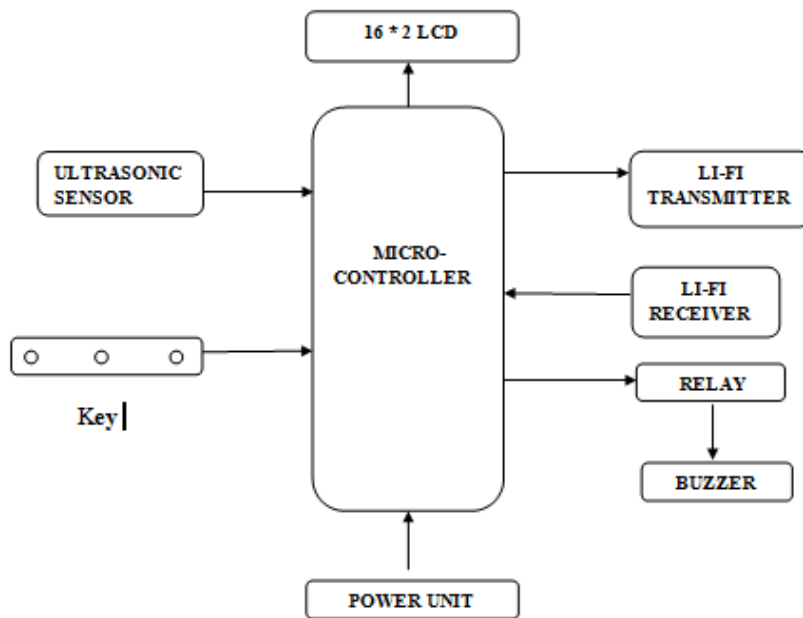 16 * 2 LCD
ULTRASONIC
SENSOR
LI-FI
TRANSMITTER
MICRO-
CONTROLLER
LI-FI
RECEIVER
RELAY
Key
BUZZER
POWER UNIT